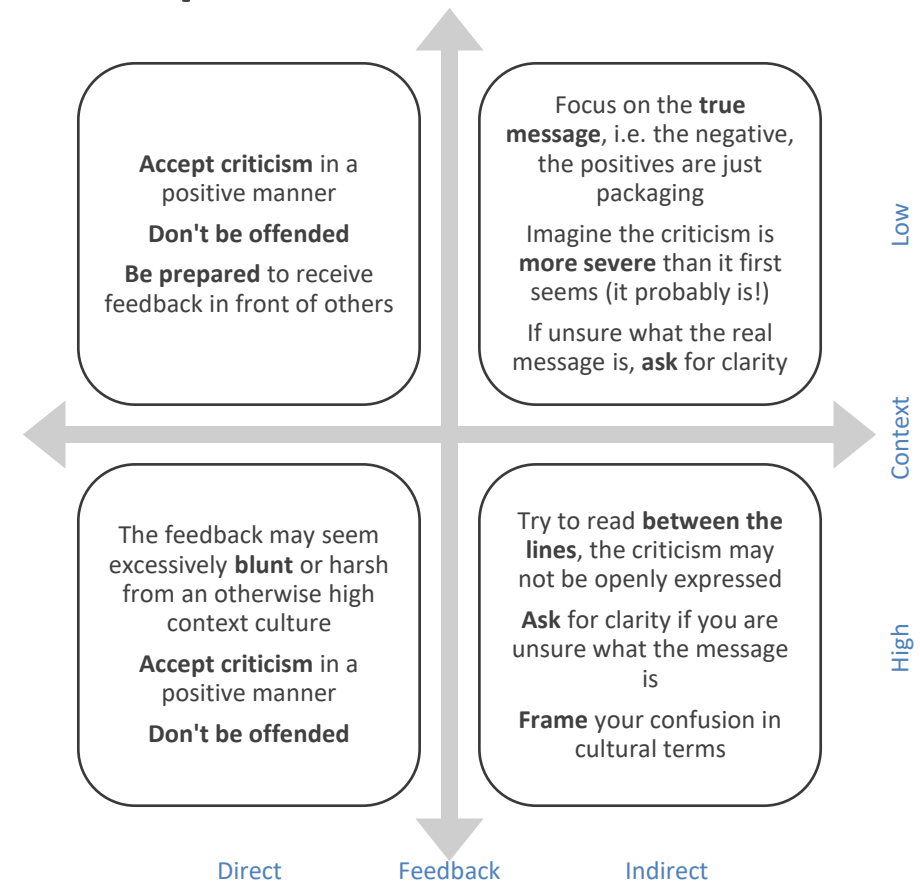 Accept criticism in a
positive manner
Don't be offended
Be prepared to receive
feedback in front of others
Focus on the true
message, i.e. the negative,
the positives are just
packaging
Imagine the criticism is
more severe than it first
seems (it probably is!)
If unsure what the real
message is, ask for clarity
Low
Context
High
The feedback may seem
excessively blunt or harsh
from an otherwise high
context culture
Accept criticism in a
positive manner
Don't be offended
Try to read between the
lines, the criticism may
not be openly expressed
Ask for clarity if you are
unsure what the message
is
Frame your confusion in
cultural terms
Direct
Feedback
Indirect